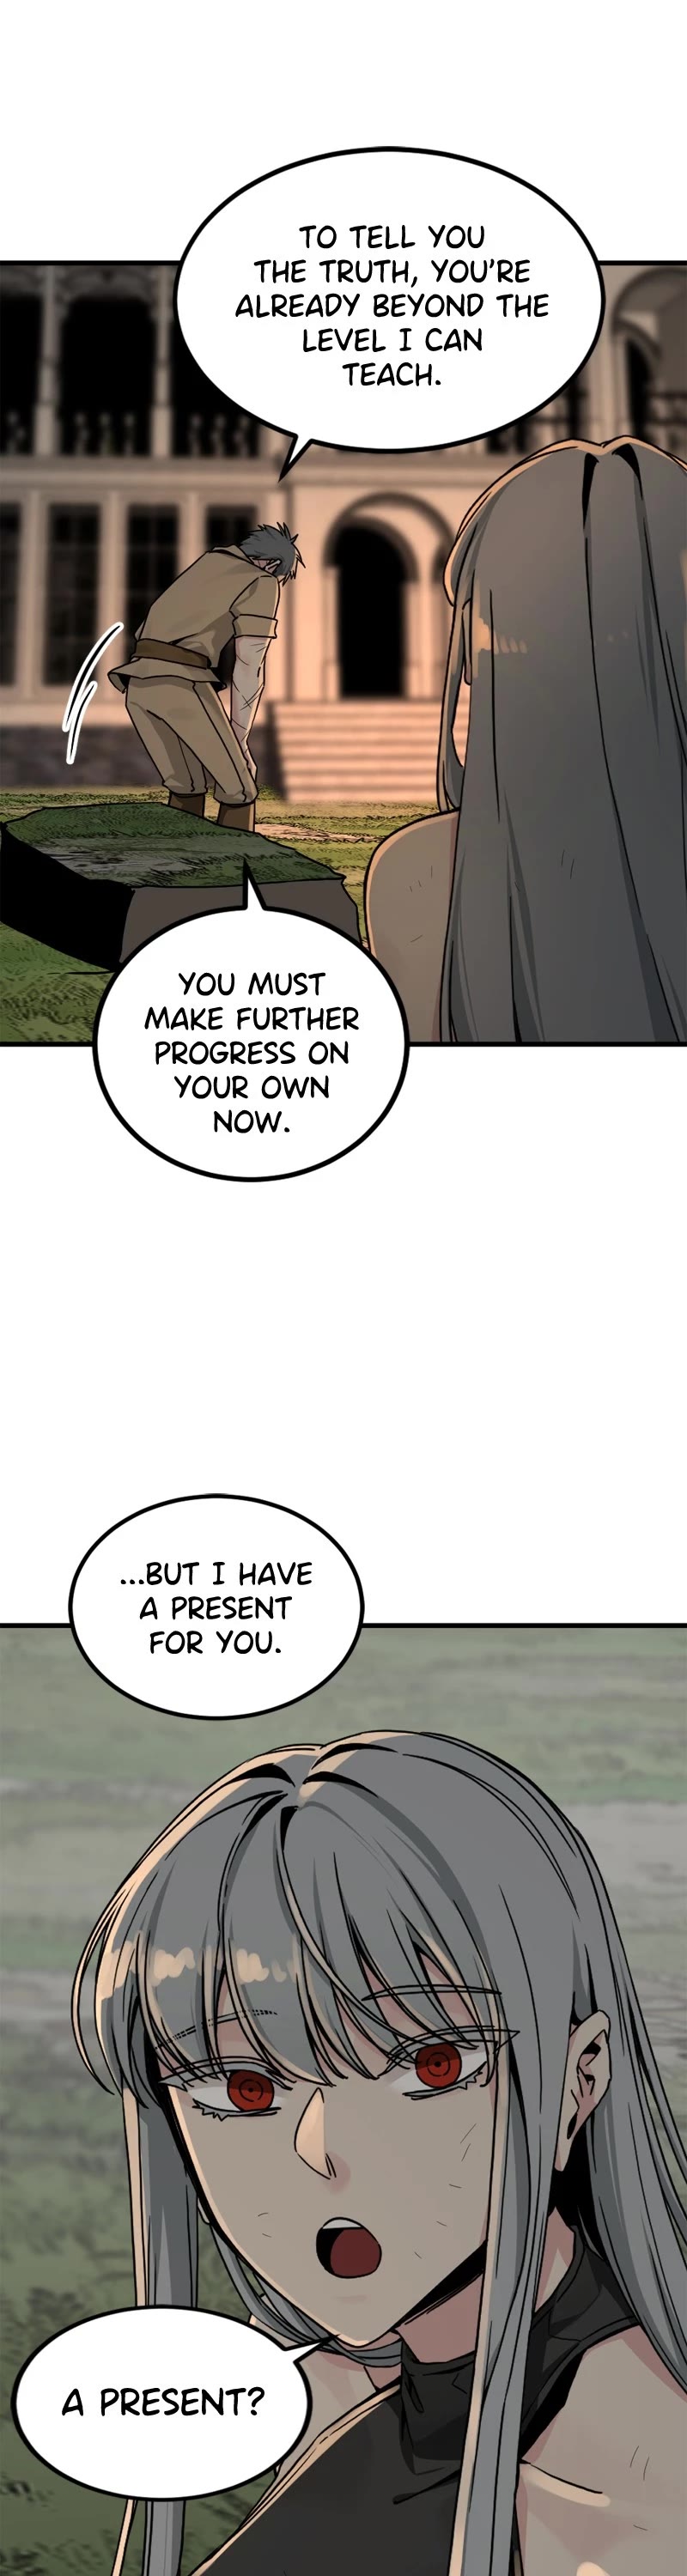 TO TELL YOU
THE TRUTH, YOU'RE
ALREADY BEYOND THE
LEVEL I CAN
TEACH.
YOU MUST
MAKE FURTHER
PROGRESS ON
YOUR OWN
NOW.
...BUT I HAVE
A PRESENT
FOR YOU.
A PRESENT?